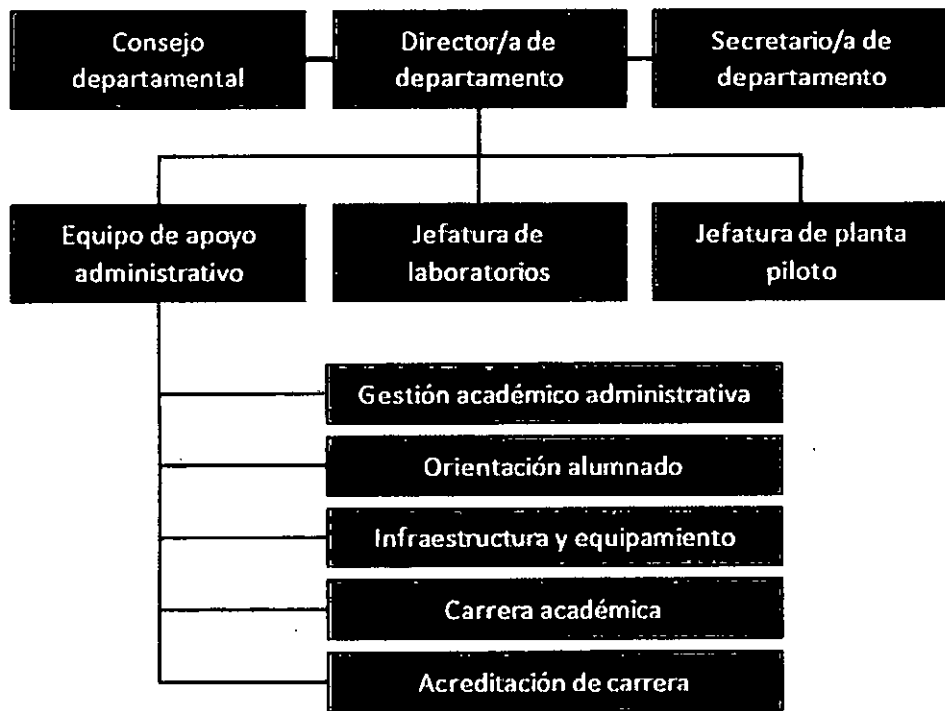 Consejo
departamental
Director/a de
departamento
Secretario/a de
departamento
Equipo de apoyo
administrativo
Jefatura de
laboratorios
Jefatura de planta
piloto
Gestión académico administrativa
Orientación alumnado
Infraestructura y equipamiento
Carrera académica
Acreditación de carrera